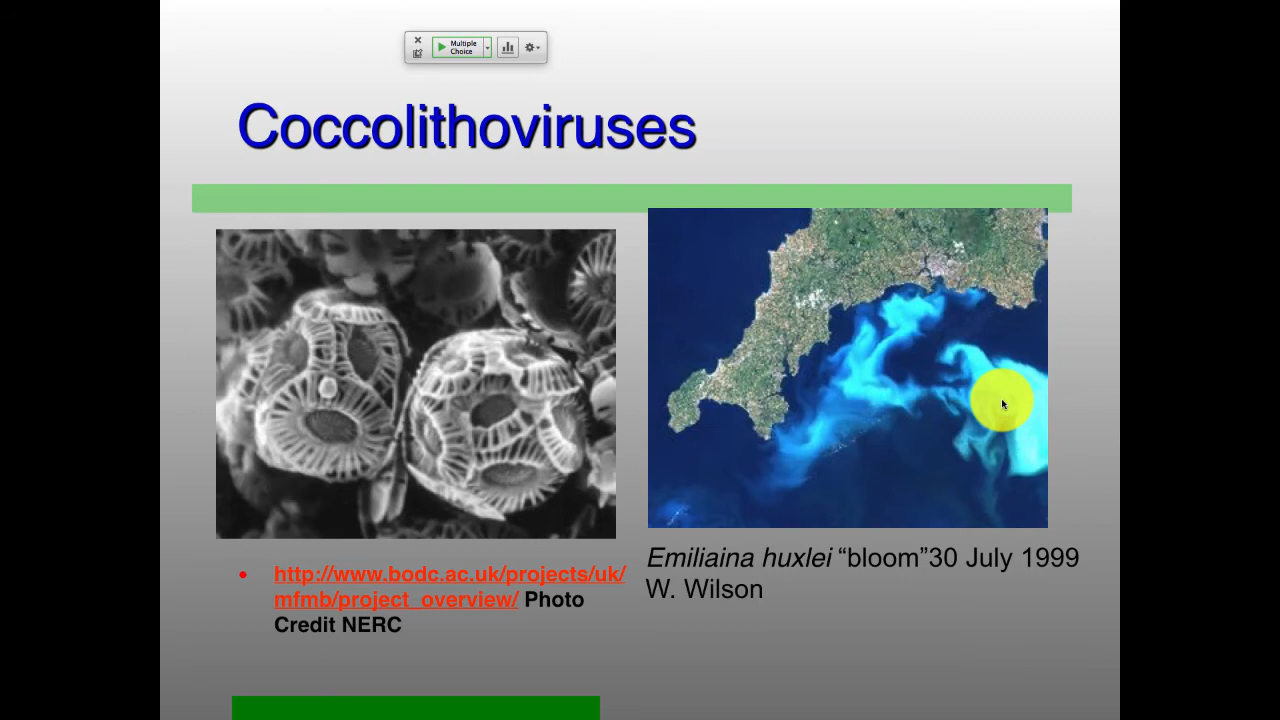 Multiple
Choice
Coccolithoviruses
http://www.bodc.ac.uk/projects/uk/
mfmb/project_overview/ Photo
Credit NERC
Emiliaina huxlei “bloom”30 July 1999
W. Wilson